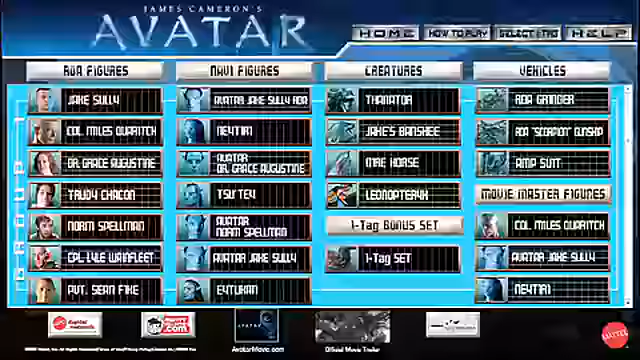 JAMES CAMERON'S
AVATAR
HOME
HOW TO PLAY
SELECT i-TAG
HELP
RDA FIGURES
NAVI FIGURES
CREATURES
VEHICLES
GROUP 1
JAKE SULLY
COL MILES QUARITCH
DR. GRACE AUGUSTINE
TRUDY CHACON
NORM SPELLMAN
CPL LYLE WAINFLEET
PVT. SEAN FIKE
AVATAR JAKE SULLY RDA
NEYTIRI
AVATAR
DR. GRACE AUGUSTINE
TSU'TEY
AVATAR
NORM SPELLMAN
AVATAR JAKE SULLY
EYTUKAN
THANATOR
JAKE'S BANSHEE
DIRE HORSE
LEONOPTERYX
i-Tag BONUS SET
i-Tag SET
RDA GRINDER
RDA "SCORPION" GUNSHIP
AMP SUIT
MOVIE MASTER FIGURES
COL. MILES QUARITCH
AVATAR JAKE SULLY
NEYTIRI
AvatarMovie.com
Official Movie Trailer
MATTEL